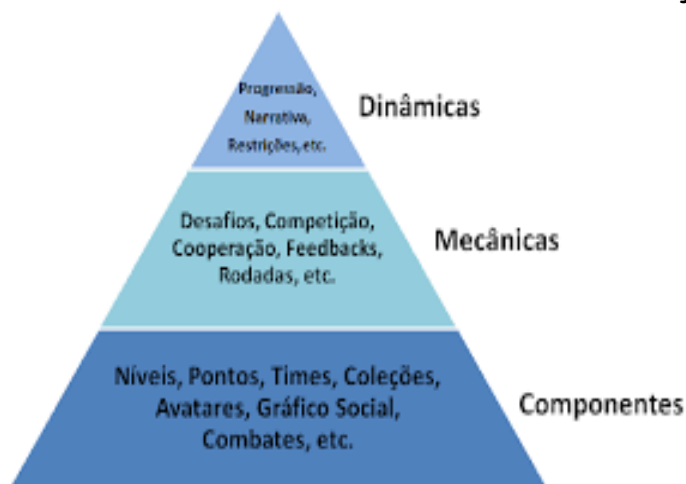 Progressão,
Narrativa,
Restrições, etc.
Dinâmicas
Desafios, Competição,
Cooperação, Feedbacks,
Rodadas, etc.
Mecânicas
Níveis, Pontos, Times, Coleções,
Avatares, Gráfico Social,
Combates, etc.
Componentes